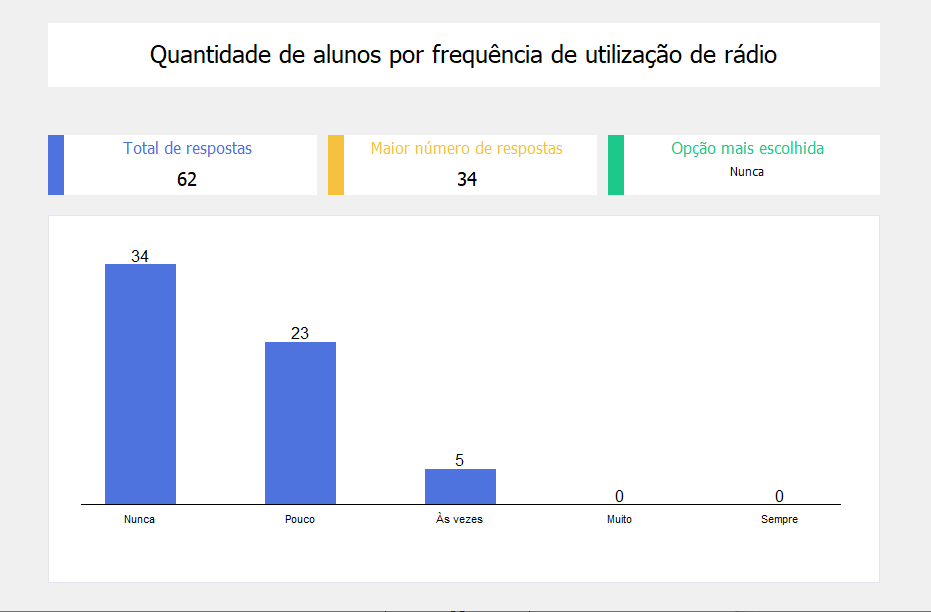 Quantidade de alunos por frequência de utilização de rádio
Total de respostas
62
Maior número de respostas
34
Opção mais escolhida
Nunca
34
23
5
0
0
Nunca
Pouco
Às vezes
Muito
Sempre